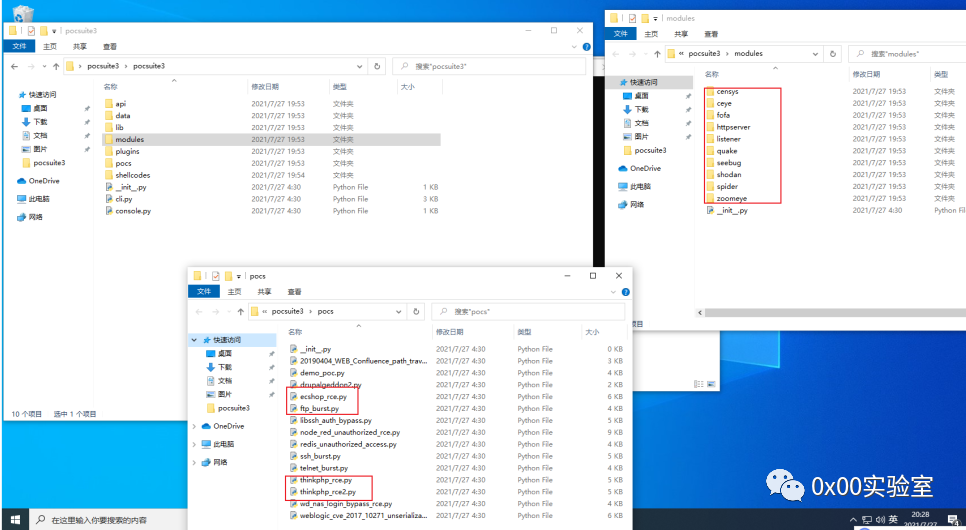 pocsuite3
文件 主页 共享 查看
pocsuite3 › pocsuite3
搜索"pocsuite3"
名称 修改日期 类型 大小
快速访问
桌面
下载
文档
图片
pocsuite3
OneDrive
此电脑
网络
api 2021/7/27 19:53 文件夹
data 2021/7/27 19:53 文件夹
lib 2021/7/27 19:53 文件夹
modules 2021/7/27 19:53 文件夹
plugins 2021/7/27 19:53 文件夹
pocs 2021/7/27 19:53 文件夹
shellcodes 2021/7/27 19:54 文件夹
__init__.py 2021/7/27 4:30 Python File 1 KB
cli.py 2021/7/27 4:30 Python File 3 KB
console.py 2021/7/27 4:30 Python File 1 KB
10 个项目 选中 1 个项目
modules
文件 主页 共享 查看
« pocsuite3 › modules
搜索"modules"
名称 修改日期 类型
快速访问
桌面
下载
文档
图片
pocsuite3
OneDrive
此电脑
网络
censys 2021/7/27 19:53 文件夹
ceye 2021/7/27 19:53 文件夹
fofa 2021/7/27 19:53 文件夹
httpserver 2021/7/27 19:53 文件夹
listener 2021/7/27 19:53 文件夹
quake 2021/7/27 19:53 文件夹
seebug 2021/7/27 19:53 文件夹
shodan 2021/7/27 19:53 文件夹
spider 2021/7/27 19:53 文件夹
zoomeye 2021/7/27 19:53 文件夹
__init__.py 2021/7/27 4:30 Python Fil
项目
pocs
文件 主页 共享 查看
« pocsuite3 › pocs
搜索"pocs"
名称 修改日期 类型 大小
快速访问
桌面
下载
文档
图片
pocsuite3
OneDrive
此电脑
网络
__init__.py 2021/7/27 4:30 Python File 0 KB
20190404_WEB_Confluence_path_trav... 2021/7/27 4:30 Python File 3 KB
demo_poc.py 2021/7/27 4:30 Python File 4 KB
drupalgeddon2.py 2021/7/27 4:30 Python File 2 KB
ecshop_rce.py 2021/7/27 4:30 Python File 6 KB
ftp_burst.py 2021/7/27 4:30 Python File 4 KB
libssh_auth_bypass.py 2021/7/27 4:30 Python File 5 KB
node_red_unauthorized_rce.py 2021/7/27 4:30 Python File 9 KB
redis_unauthorized_access.py 2021/7/27 4:30 Python File 4 KB
ssh_burst.py 2021/7/27 4:30 Python File 5 KB
telnet_burst.py 2021/7/27 4:30 Python File 4 KB
thinkphp_rce.py 2021/7/27 4:30 Python File 5 KB
thinkphp_rce2.py 2021/7/27 4:30 Python File 5 KB
wd_nas_login_bypass_rce.py 2021/7/27 4:30 Python File 4 KB
weblogic_cve_2017_10271_unserializa... 2021/7/27 4:30 Python File 6 KB
0x00实验室
在这里输入你要搜索的内容
英
20:28
2021/7/27
4